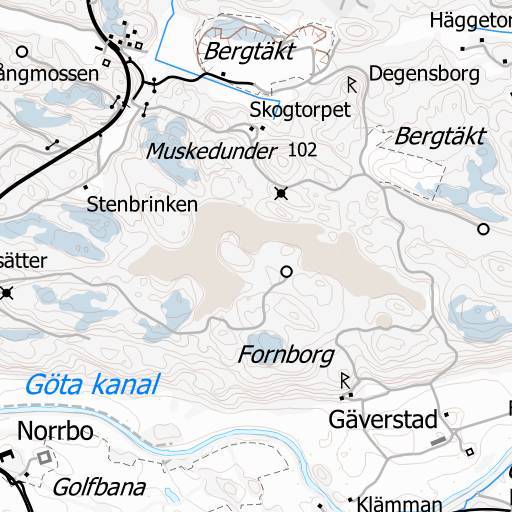 Häggetor
Bergtäkt
ångmossen
Degensborg
Skogtorpet
Bergtäkt
Muskedunder 102
Stenbrinken
sätter
Fornborg
Göta kanal
Gäverstad
Norrbo
Golfbana
Klämman